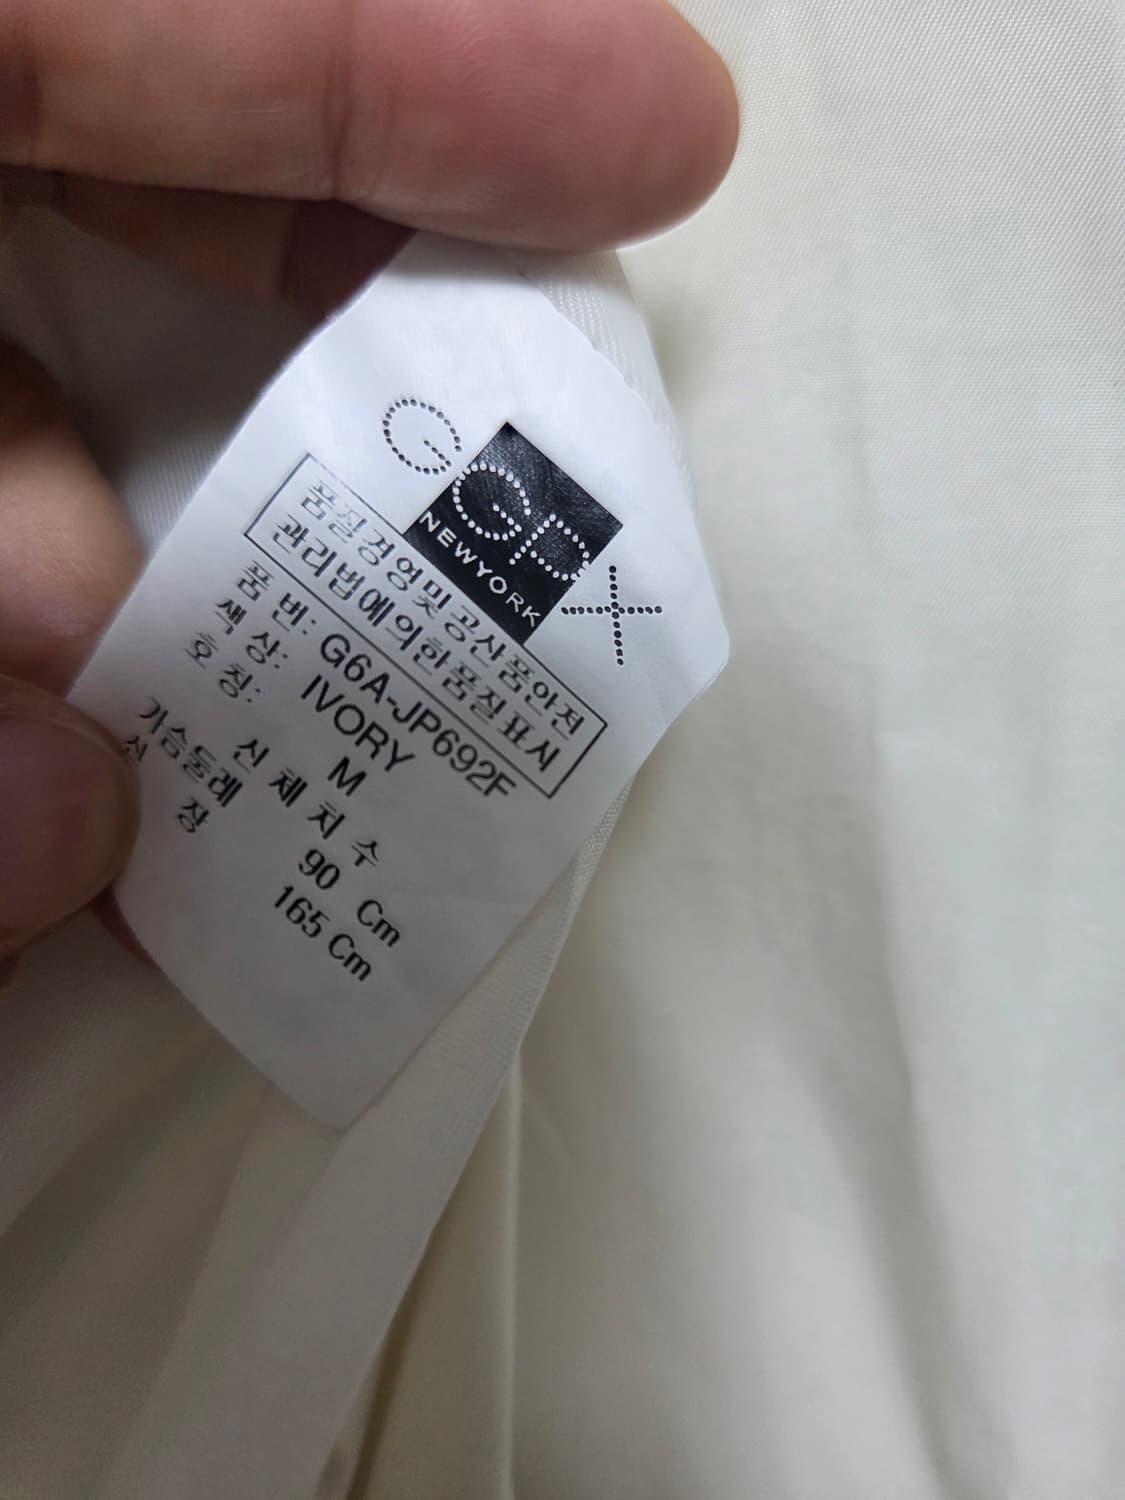 GGPX
NEWYORK
품질경영및공산품안전
관리법에의한품질표시
품 번: G6A-JP692F
색 상: IVORY
호 칭: M
신 체 치 수
가슴둘레 90 Cm
신 장 165 Cm